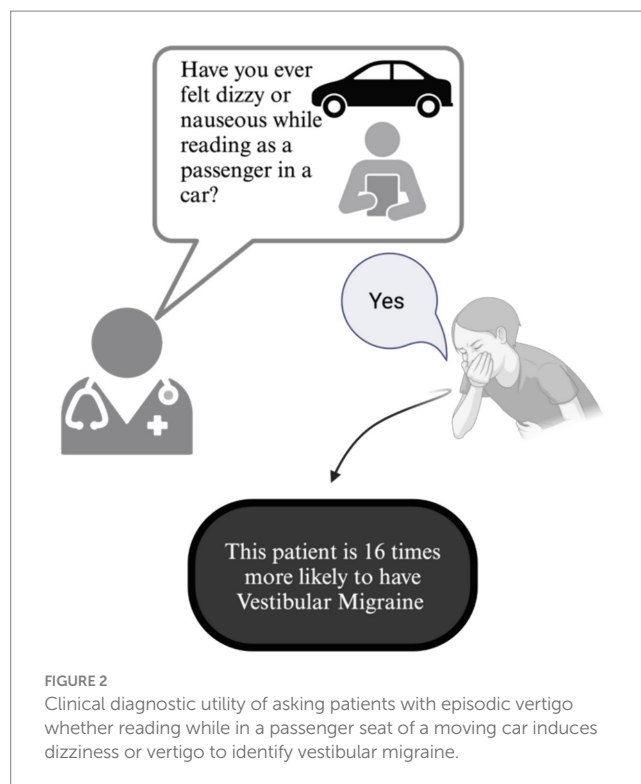 Have you ever
felt dizzy or
nauseous while
reading as a
passenger in a
car?
Yes
This patient is 16 times
more likely to have
Vestibular Migraine
FIGURE 2
Clinical diagnostic utility of asking patients with episodic vertigo
whether reading while in a passenger seat of a moving car induces
dizziness or vertigo to identify vestibular migraine.